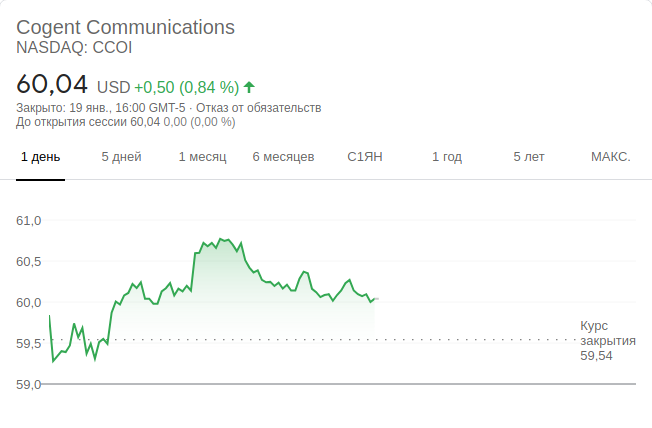 Cogent Communications
NASDAQ: CCOI
60,04 USD +0,50 (0,84 %)
Закрыто: 19 янв., 16:00 GMT-5 · Отказ от обязательств
До открытия сессии 60,04 0,00 (0,00 %)
1 день 5 дней 1 месяц 6 месяцев С1ЯН 1 год 5 лет МАКС.
61,0
60,5
60,0
59,5
59,0
Курс
закрытия
59,54